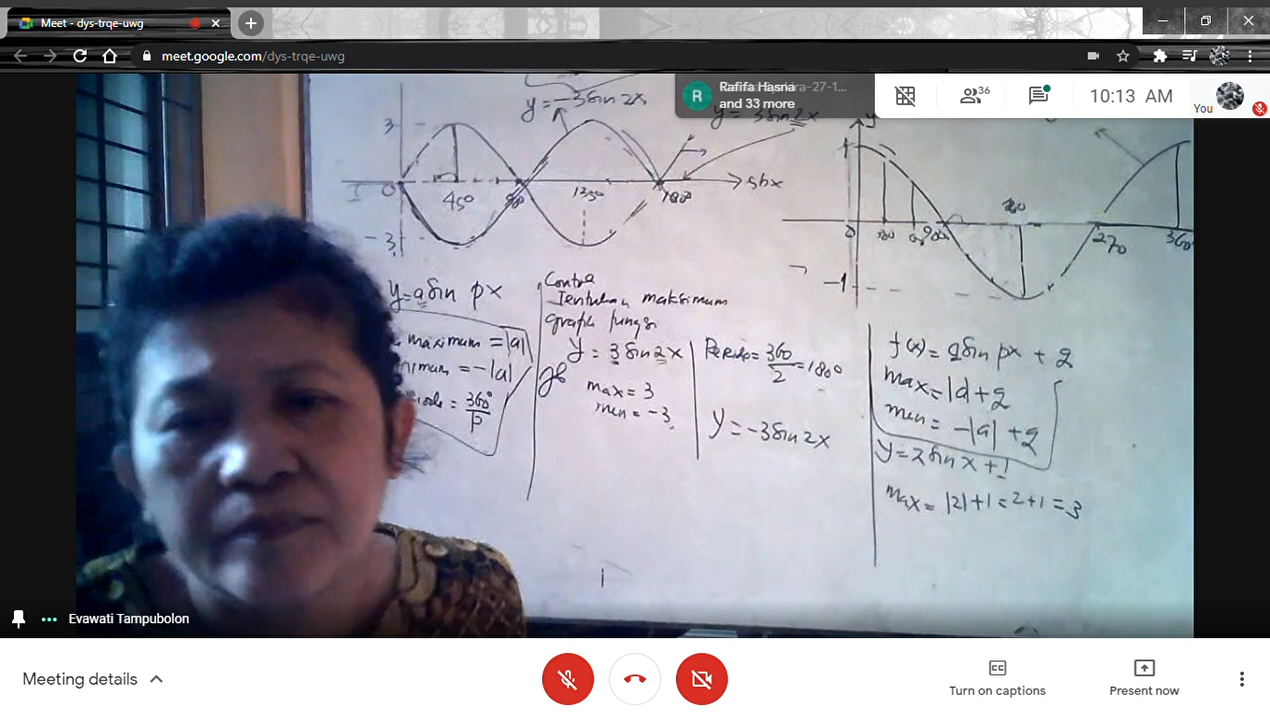 Meet - dys-trqe-uwg
meet.google.com/dys-trqe-uwg
R
Rafifa Hasna
and 33 more
36
10:13 AM
You
y = -3 sin 2x
y = 3 sin 2x
3
0
45°
90°
135°
180°
sbx
-3
y
1
0
-1
180
270
360
y = a sin px
maximum = |a|
= -|a|
= 360°
p
Contoh
Tentukan maksimum
grafik fungsi
y = 3 sin 2x
max = 3
min = -3
Periode = 360
2
= 180°
y = -3 sin 2x
f(x) = a sin px + q
max = |a| + q
min = -|a| + q
y = 2 sin x + 1
max = |2| + 1 = 2 + 1 = 3
Evawati Tampubolon
Meeting details
Turn on captions
Present now